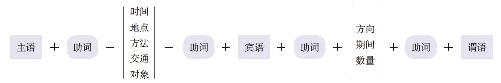 主语 + 助词 + 时间
地点
方法
交通
对象
+ 助词 + 宾语 + 助词 + 方向
期间
数量
+ 助词 + 谓语